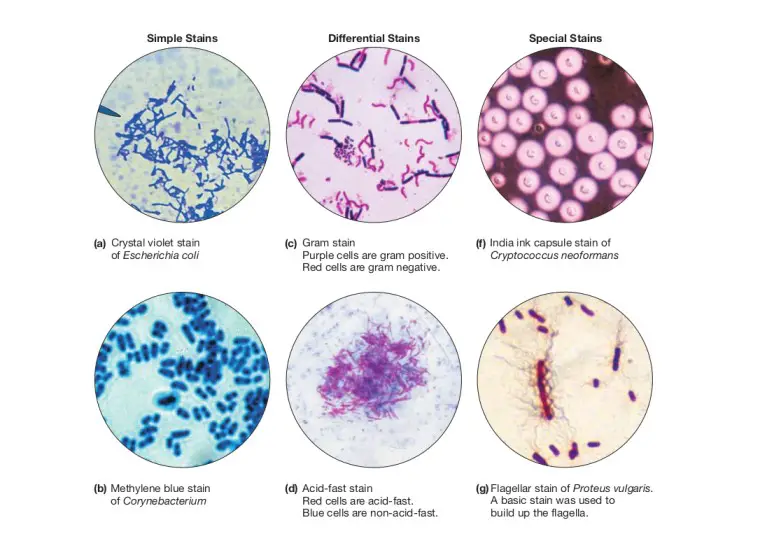 Simple Stains
Differential Stains
Special Stains
(a) Crystal violet stain
of Escherichia coli
(c) Gram stain
Purple cells are gram positive.
Red cells are gram negative.
(f) India ink capsule stain of
Cryptococcus neoformans
(b) Methylene blue stain
of Corynebacterium
(d) Acid-fast stain
Red cells are acid-fast.
Blue cells are non-acid-fast.
(g) Flagellar stain of Proteus vulgaris.
A basic stain was used to
build up the flagella.